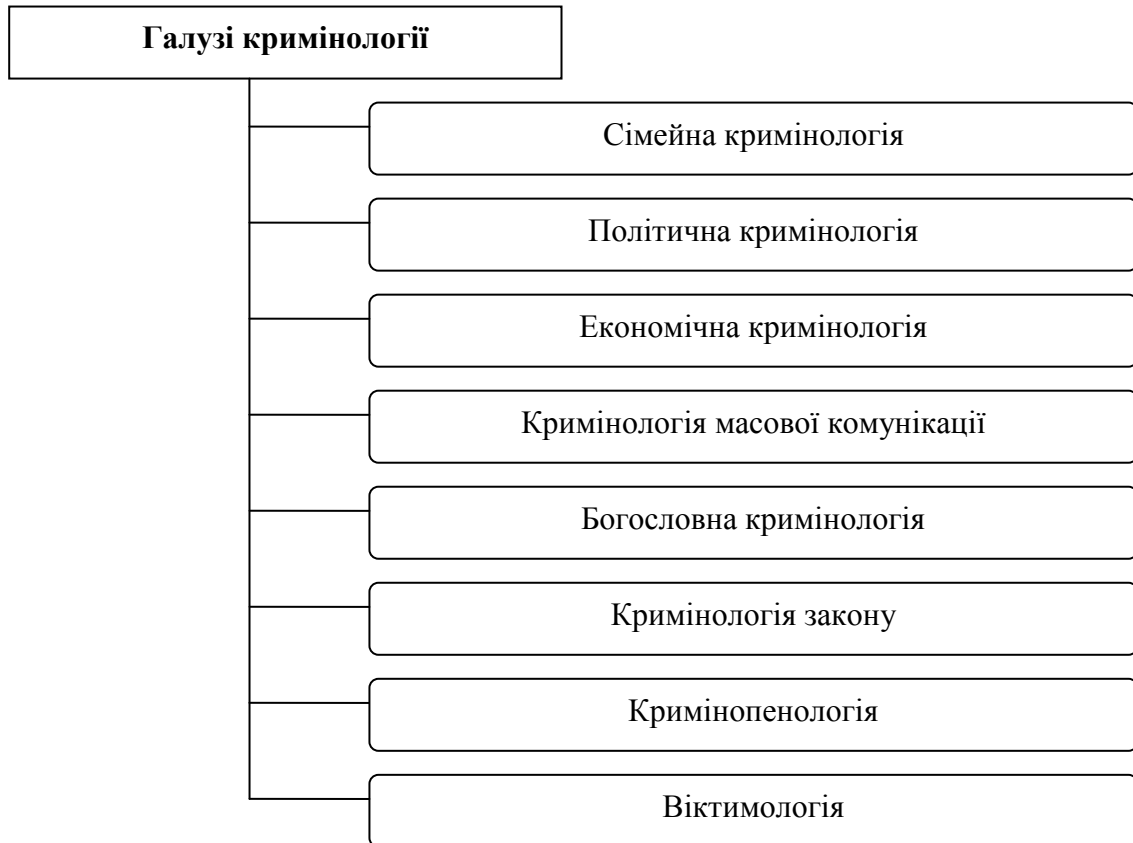 Галузі кримінології
Сімейна кримінологія
Політична кримінологія
Економічна кримінологія
Кримінологія масової комунікації
Богословна кримінологія
Кримінологія закону
Кримінопенологія
Віктимологія